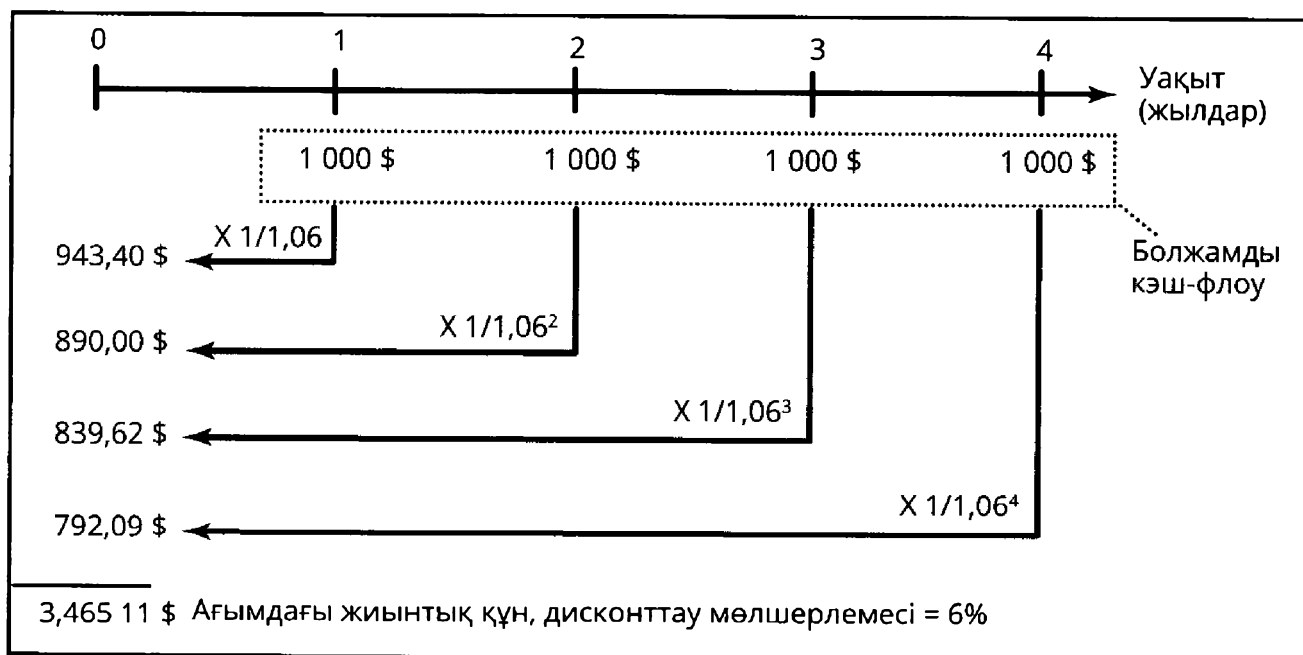 0 1 2 3 4
Уақыт
(жылдар)
1 000 $ 1 000 $ 1 000 $ 1 000 $
Болжамды
кэш-флоу
943,40 $ X 1/1,06
890,00 $ X 1/1,06²
839,62 $ X 1/1,06³
792,09 $ X 1/1,06⁴
3,465 11 $ Ағымдағы жиынтық құн, дисконттау мөлшерлемесі = 6%